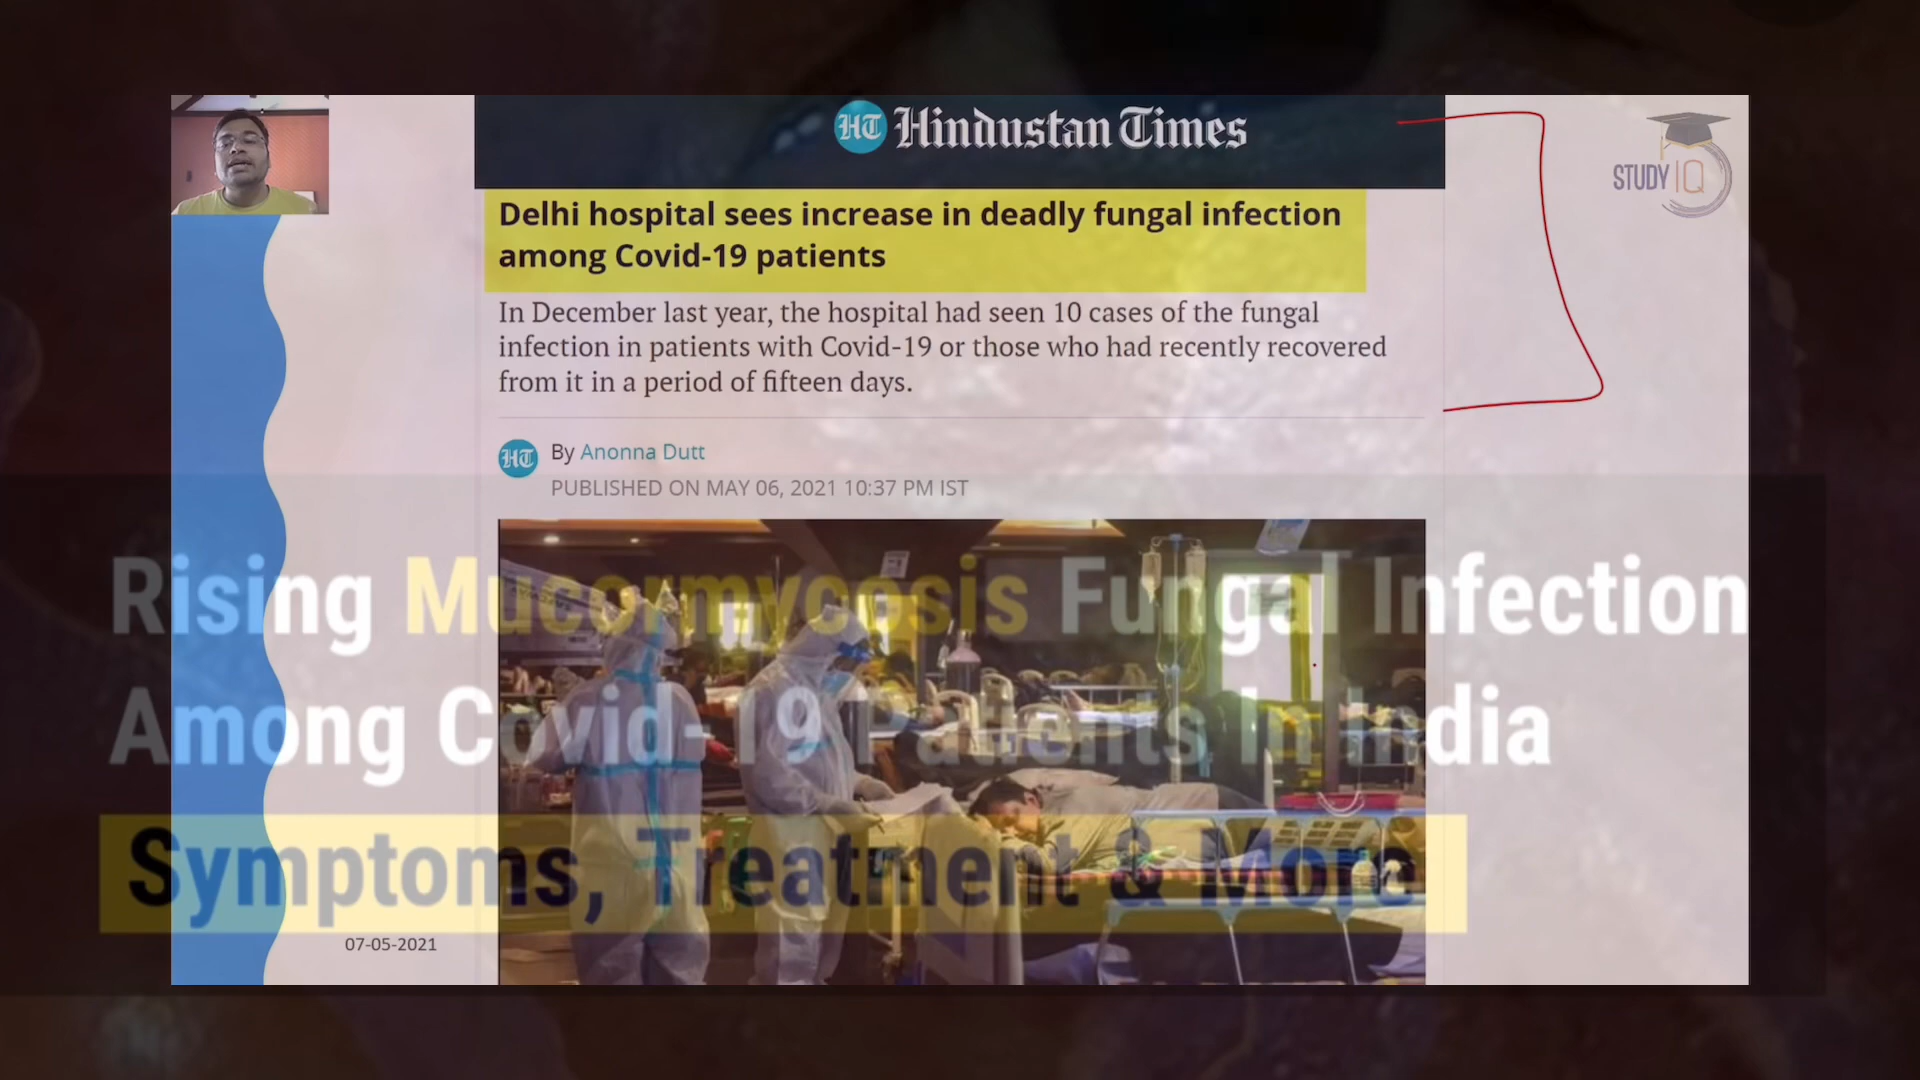 HT Hindustan Times
STUDY IQ
Delhi hospital sees increase in deadly fungal infection
among Covid-19 patients
In December last year, the hospital had seen 10 cases of the fungal
infection in patients with Covid-19 or those who had recently recovered
from it in a period of fifteen days.
HT By Anonna Dutt
PUBLISHED ON MAY 06, 2021 10:37 PM IST
Rising Mucormycosis Fungal Infection
Among Covid-19 Patients In India
Symptoms, Treatment & More
07-05-2021